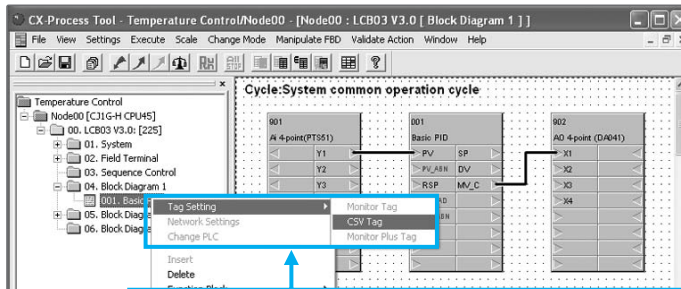 CX-Process Tool - Temperature Control/Node00 - [Node00 : LCB03 V3.0 [ Block Diagram 1 ] ]
File View Settings Execute Scale Change Mode Manipulate FBD Validate Action Window Help
Cycle:System common operation cycle
Temperature Control
Node00 [CJ1G-H CPU45]
00. LCB03 V3.0: [225]
01. System
02. Field Terminal
03. Sequence Control
04. Block Diagram 1
001. Basic
05. Block Diag
06. Block Diag
901
Ai 4-point(PTS51)
Y1
Y2
Y3
001
Basic PID
PV SP
PV_ABN DV
RSP MV_C
902
AO 4-point (DA041)
X1
X2
X3
X4
Tag Setting
Network Settings
Change PLC
Insert
Delete
Function Block
Monitor Tag
CSV Tag
Monitor Plus Tag